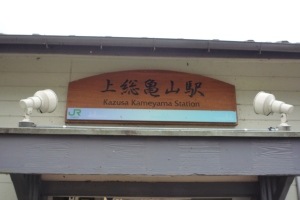 上総亀山駅
Kazusa Kameyama Station
JR